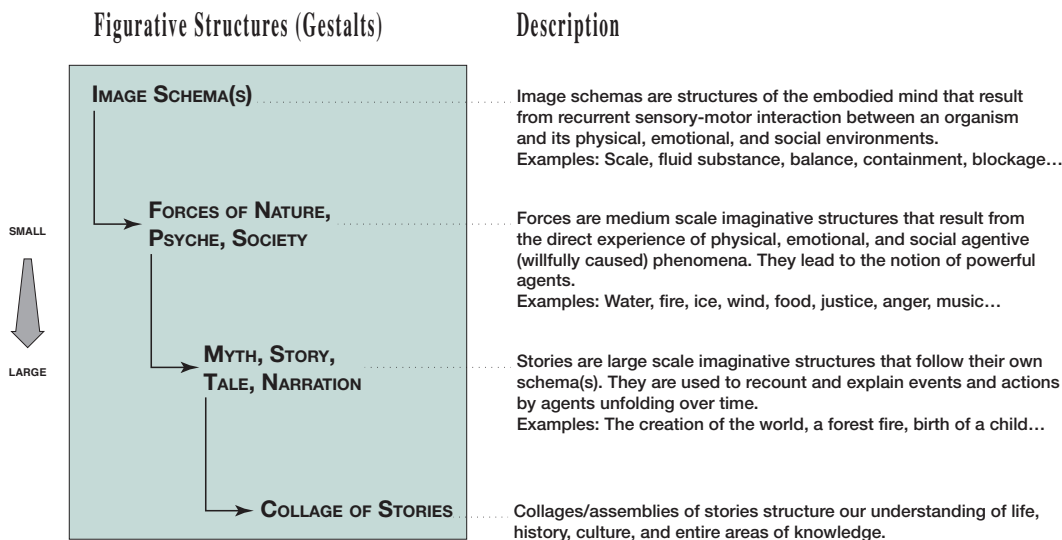 Figurative Structures (Gestalts)
Description
IMAGE SCHEMA(S)
Image schemas are structures of the embodied mind that result
from recurrent sensory-motor interaction between an organism
and its physical, emotional, and social environments.
Examples: Scale, fluid substance, balance, containment, blockage…
FORCES OF NATURE,
PSYCHE, SOCIETY
Forces are medium scale imaginative structures that result from
the direct experience of physical, emotional, and social agentive
(willfully caused) phenomena. They lead to the notion of powerful
agents.
Examples: Water, fire, ice, wind, food, justice, anger, music…
SMALL
LARGE
MYTH, STORY,
TALE, NARRATION
Stories are large scale imaginative structures that follow their own
schema(s). They are used to recount and explain events and actions
by agents unfolding over time.
Examples: The creation of the world, a forest fire, birth of a child…
COLLAGE OF STORIES
Collages/assemblies of stories structure our understanding of life,
history, culture, and entire areas of knowledge.